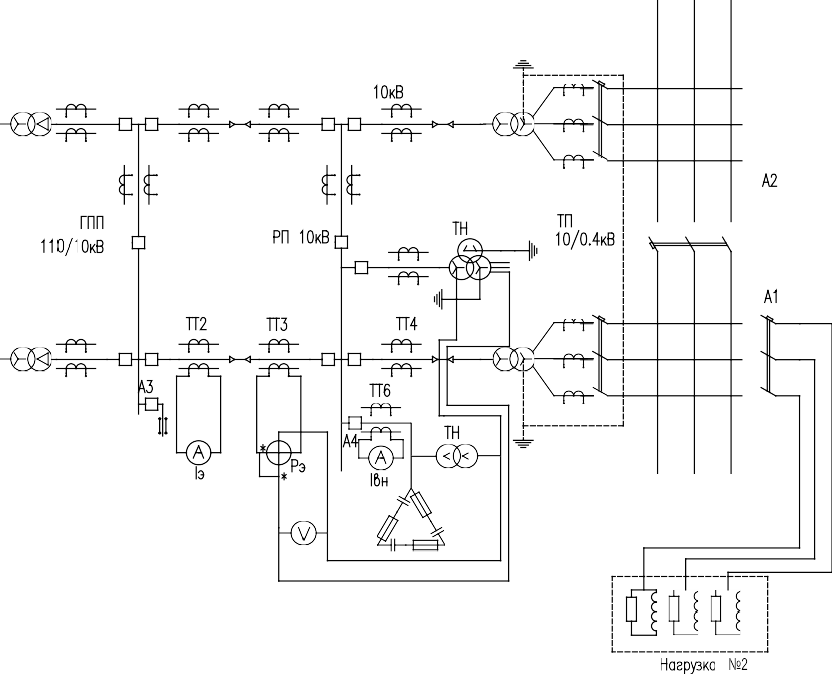 10кВ
А2
ГПП
110/10кВ
РП 10кВ
ТН
ТП
10/0.4кВ
А1
ТТ2
ТТ3
ТТ4
А3
ТТ6
А4
ТН
А
Iэ
*
*
Рэ
А
Iвн
V
Нагрузка №2